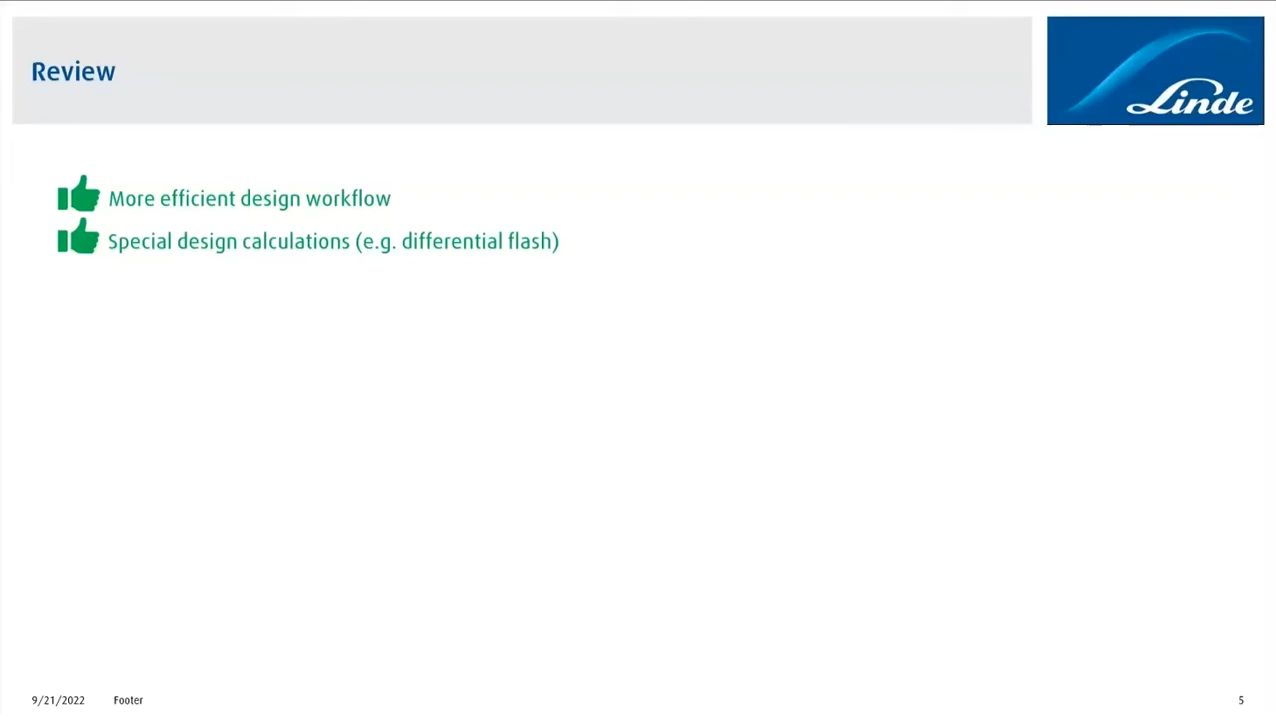 Review
Linde
More efficient design workflow
Special design calculations (e.g. differential flash)
9/21/2022 Footer 5